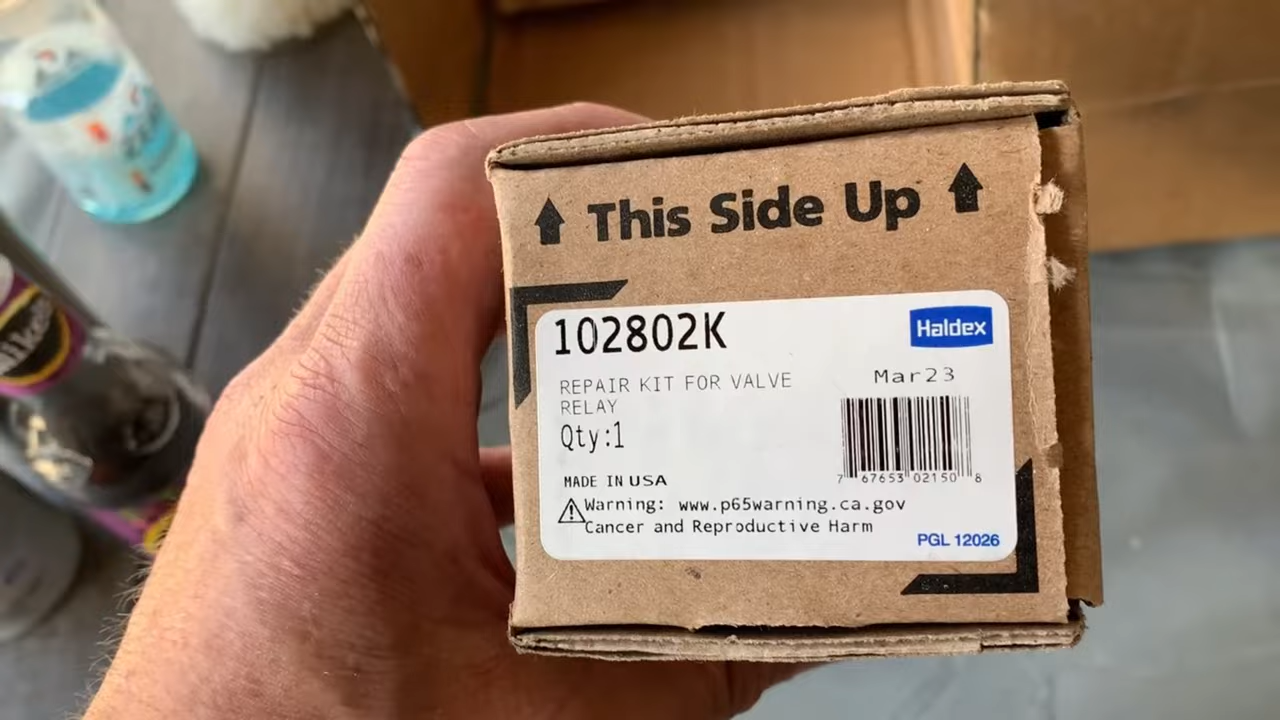 This Side Up
102802K
Haldex
REPAIR KIT FOR VALVE
RELAY
Mar23
Qty:1
7 67653 02150 8
MADE IN USA
Warning: www.p65warning.ca.gov
Cancer and Reproductive Harm
PGL 12026